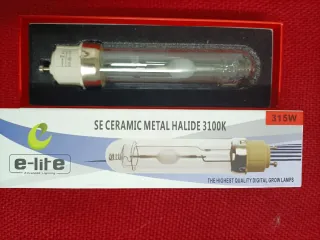 SE CERAMIC METAL HALIDE 3100K
315W
e-lite
THE HIGHEST QUALITY DIGITAL GROW LAMPS